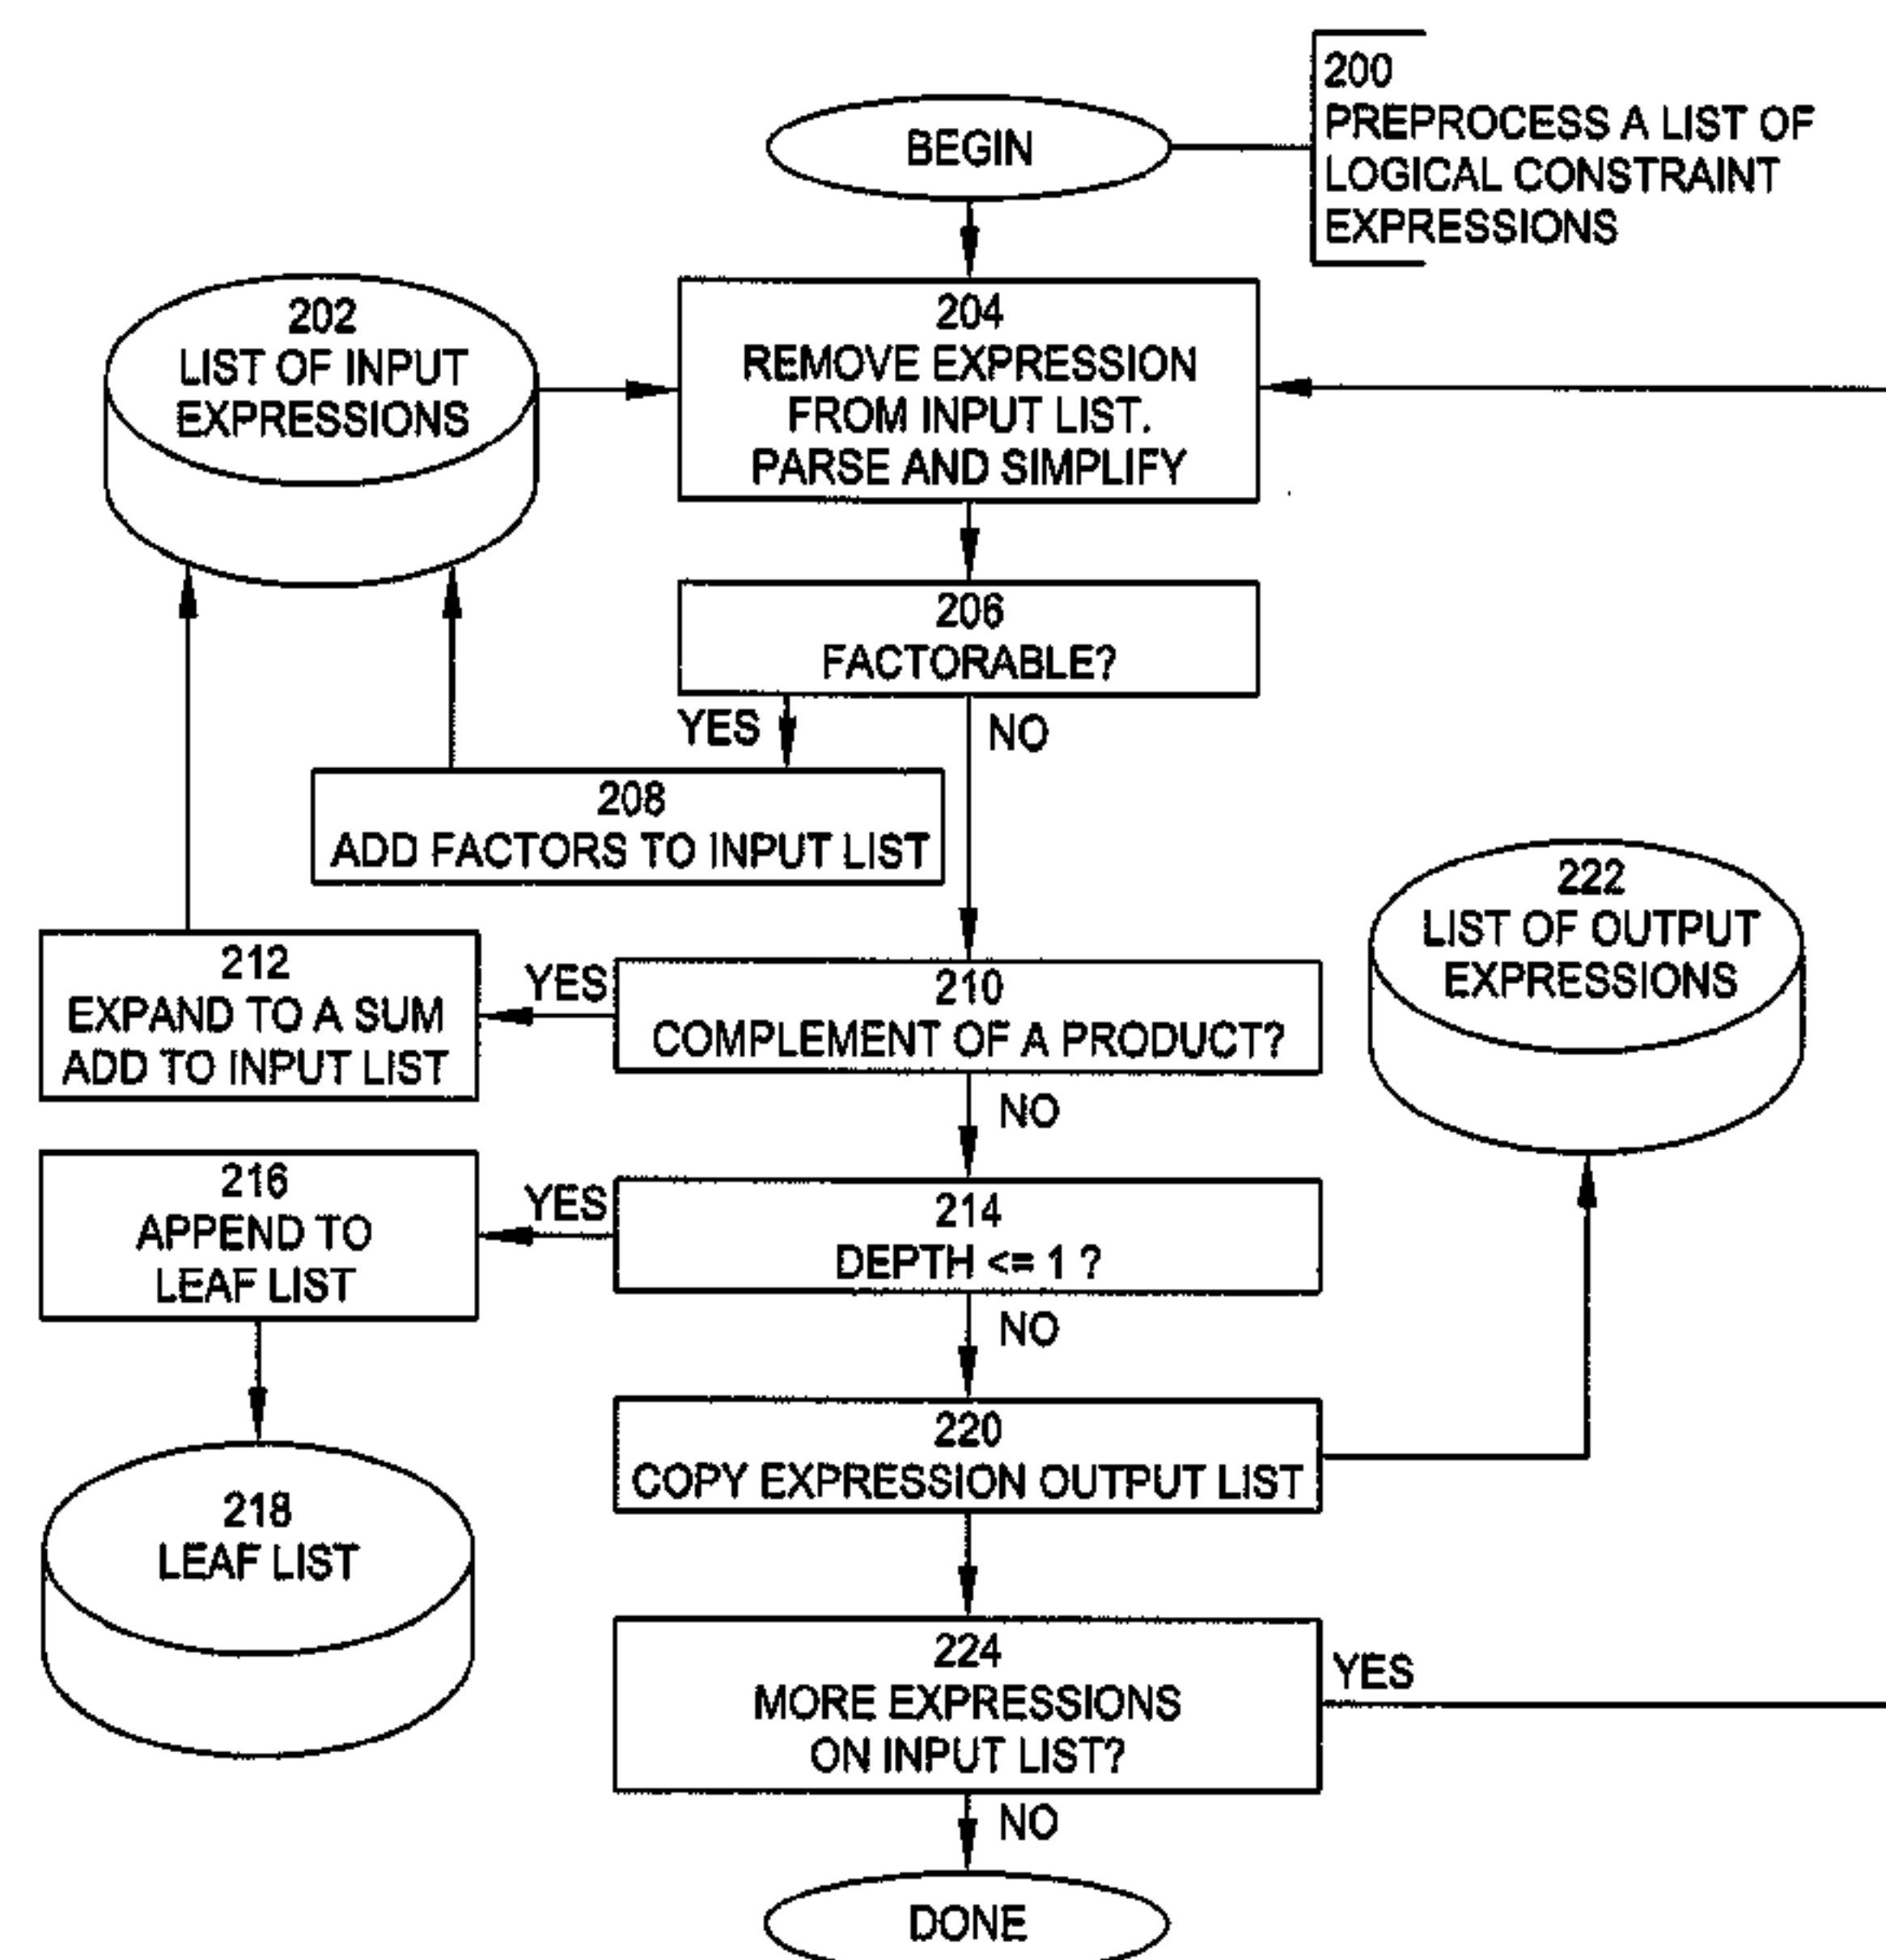 BEGIN
200
PREPROCESS A LIST OF
LOGICAL CONSTRAINT
EXPRESSIONS
202
LIST OF INPUT
EXPRESSIONS
204
REMOVE EXPRESSION
FROM INPUT LIST.
PARSE AND SIMPLIFY
206
FACTORABLE?
YES
NO
208
ADD FACTORS TO INPUT LIST
212
EXPAND TO A SUM
ADD TO INPUT LIST
YES
210
COMPLEMENT OF A PRODUCT?
222
LIST OF OUTPUT
EXPRESSIONS
NO
216
APPEND TO
LEAF LIST
YES
214
DEPTH <= 1 ?
NO
218
LEAF LIST
220
COPY EXPRESSION OUTPUT LIST
224
MORE EXPRESSIONS
ON INPUT LIST?
YES
NO
DONE